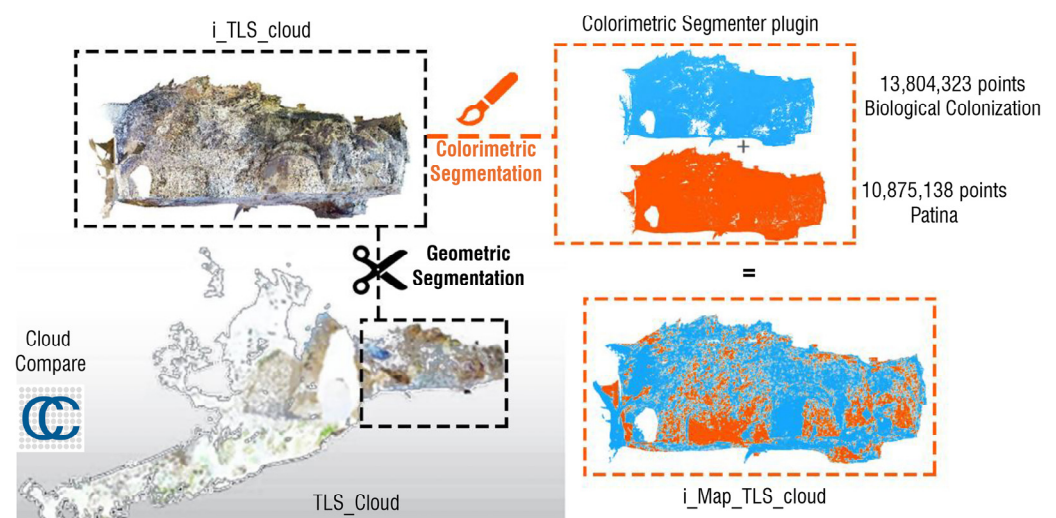 i_TLS_cloud
Colorimetric Segmenter plugin
13,804,323 points
Biological Colonization
Colorimetric
Segmentation
+
10,875,138 points
Patina
Geometric
Segmentation
=
Cloud
Compare
CC
TLS_Cloud
i_Map_TLS_cloud